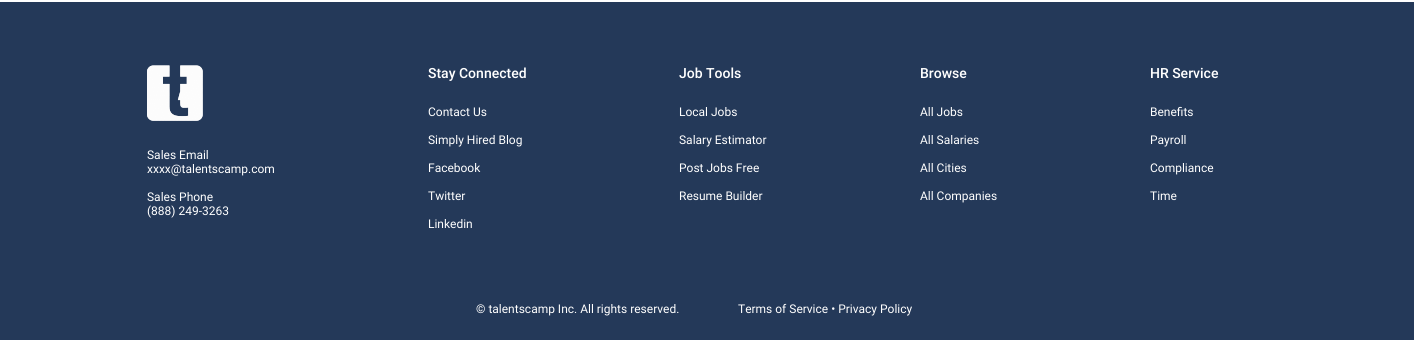 t
Sales Email
xxxx@talentscamp.com
Sales Phone
(888) 249-3263
Stay Connected
Contact Us
Simply Hired Blog
Facebook
Twitter
Linkedin
Job Tools
Local Jobs
Salary Estimator
Post Jobs Free
Resume Builder
Browse
All Jobs
All Salaries
All Cities
All Companies
HR Service
Benefits
Payroll
Compliance
Time
© talentscamp Inc. All rights reserved.
Terms of Service • Privacy Policy